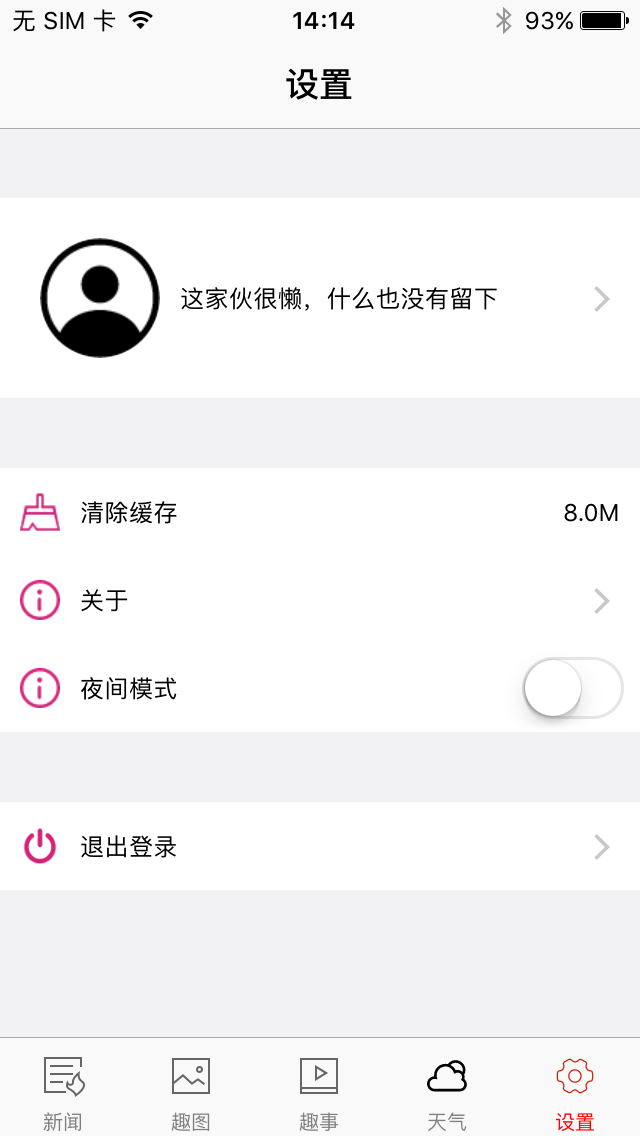 无 SIM 卡 14:14 93%
设置
这家伙很懒，什么也没有留下
清除缓存 8.0M
关于
夜间模式
退出登录
新闻 趣图 趣事 天气 设置